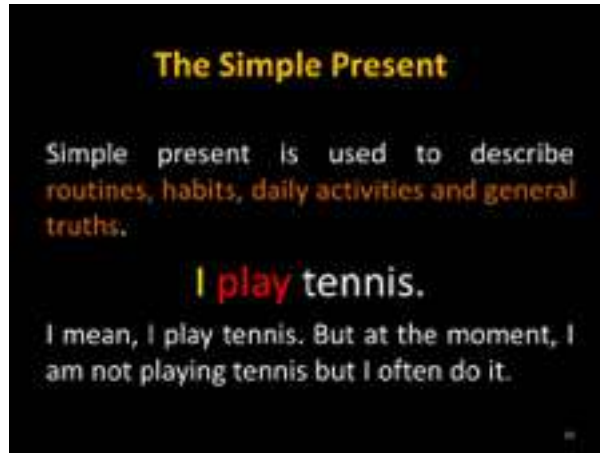 The Simple Present
Simple present is used to describe
routines, habits, daily activities and general
truths.
I play tennis.
I mean, I play tennis. But at the moment, I
am not playing tennis but I often do it.